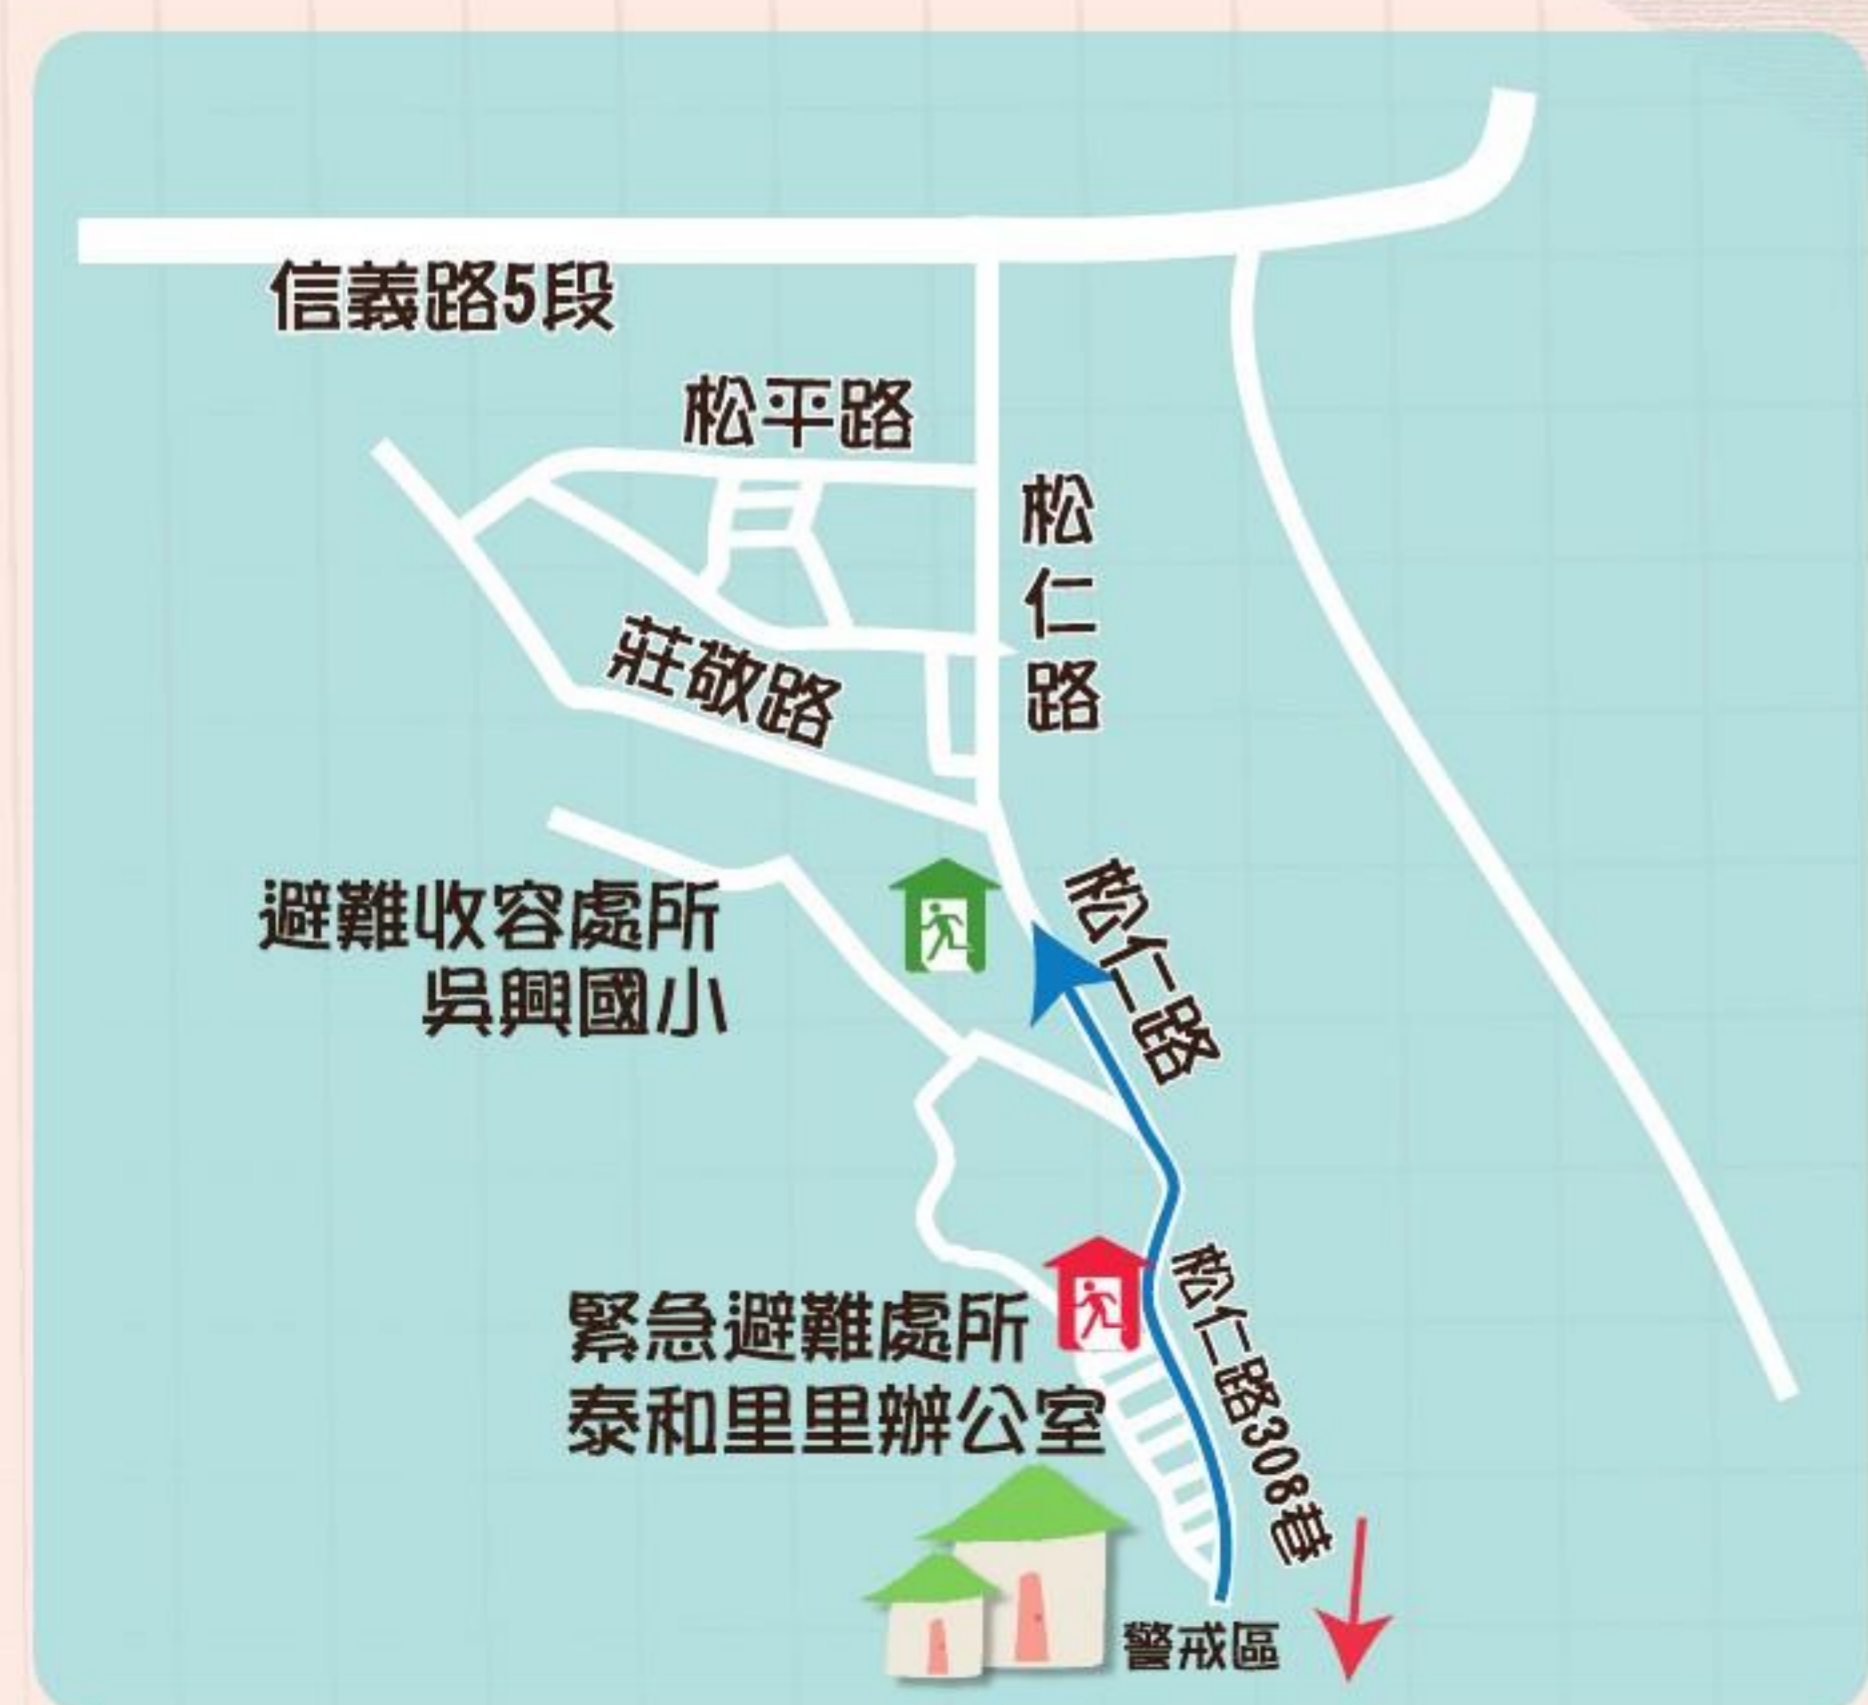 信義路5段
松平路
松仁路
莊敬路
松仁路
避難收容處所
吳興國小
松仁路308巷
緊急避難處所
泰和里里辦公室
警戒區